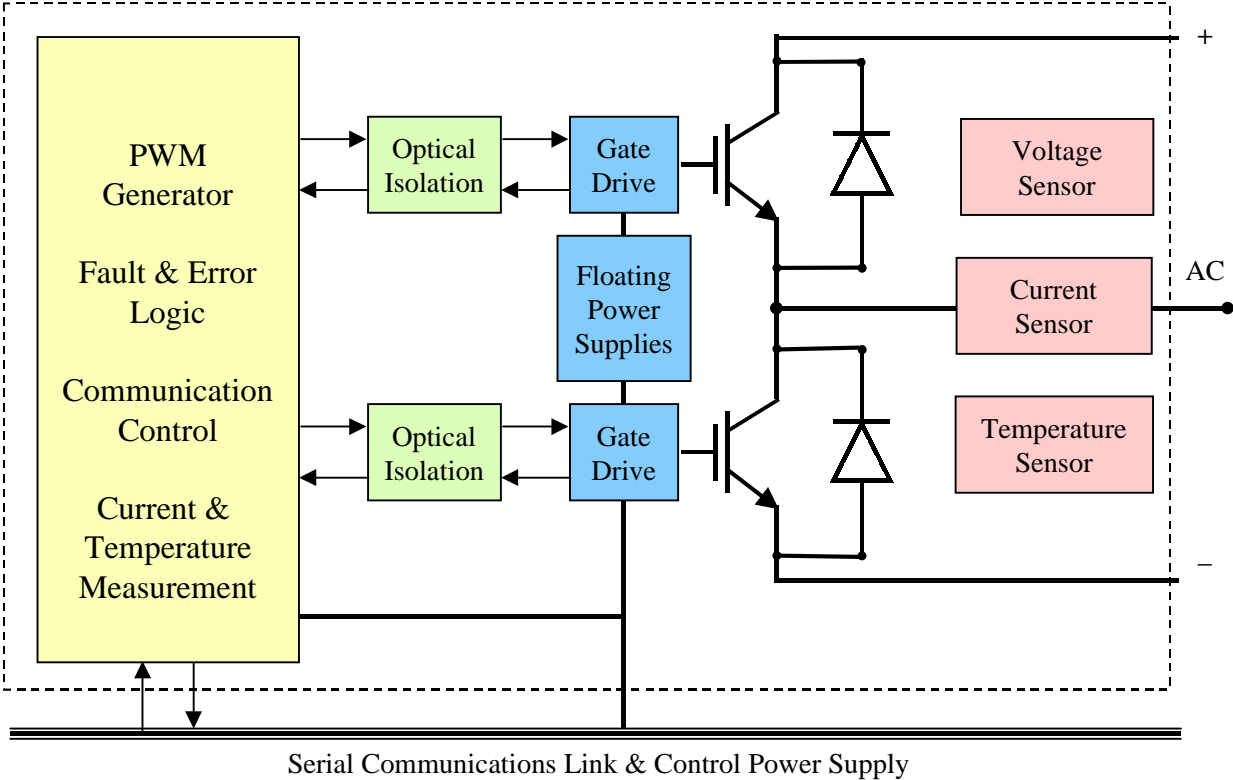 PWM
Generator
Fault & Error
Logic
Communication
Control
Current &
Temperature
Measurement
Optical
Isolation
Gate
Drive
Floating
Power
Supplies
Optical
Isolation
Gate
Drive
+
Voltage
Sensor
AC
Current
Sensor
Temperature
Sensor
−
Serial Communications Link & Control Power Supply